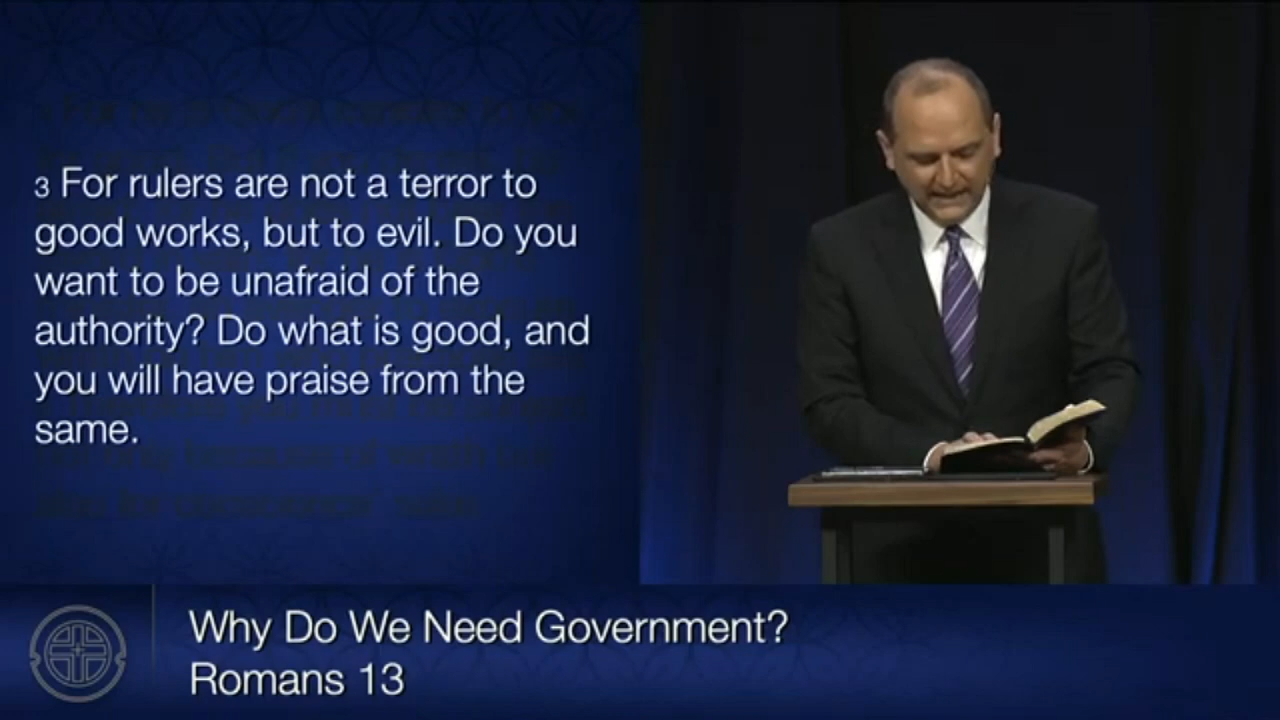 3 For rulers are not a terror to
good works, but to evil. Do you
want to be unafraid of the
authority? Do what is good, and
you will have praise from the
same.
Why Do We Need Government?
Romans 13